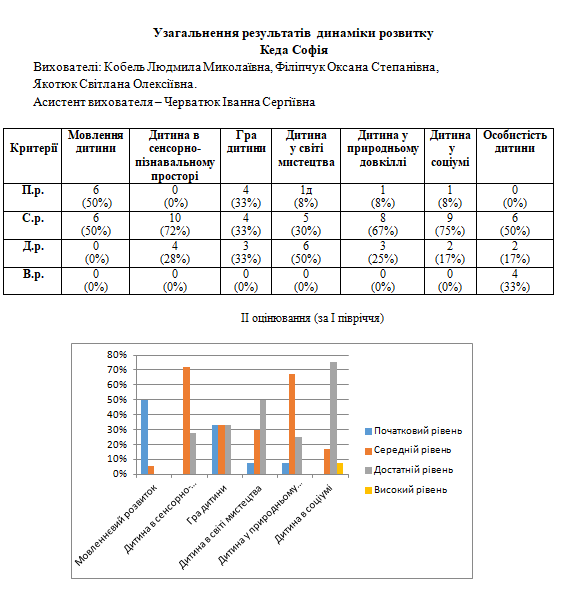 Узагальнення результатів динаміки розвитку
Кеда Софія
Вихователі: Кобель Людмила Миколаївна, Філіпчук Оксана Степанівна,
Якотюк Світлана Олексіївна.
Асистент вихователя – Черватюк Іванна Сергіївна
Критерії | Мовлення дитини | Дитина в сенсорно-пізнавальному просторі | Гра дитини | Дитина у світі мистецтва | Дитина у природньому довкіллі | Дитина у соціумі | Особистість дитини
П.р. | 6 (50%) | 0 (0%) | 4 (33%) | 1д (8%) | 1 (8%) | 1 (8%) | 0 (0%)
С.р. | 6 (50%) | 10 (72%) | 4 (33%) | 5 (30%) | 8 (67%) | 9 (75%) | 6 (50%)
Д.р. | 0 (0%) | 4 (28%) | 3 (33%) | 6 (50%) | 3 (25%) | 2 (17%) | 2 (17%)
В.р. | 0 (0%) | 0 (0%) | 0 (0%) | 0 (0%) | 0 (0%) | 0 (0%) | 4 (33%)
ІІ оцінювання (за І півріччя)
80%
70%
60%
50%
40%
30%
20%
10%
0%
Мовленнєвий розвиток
Дитина в сенсорно-...
Гра дитини
Дитина в світі мистецтва
Дитина у природньому...
Дитина в соціумі
Початковий рівень
Середній рівень
Достатній рівень
Високий рівень